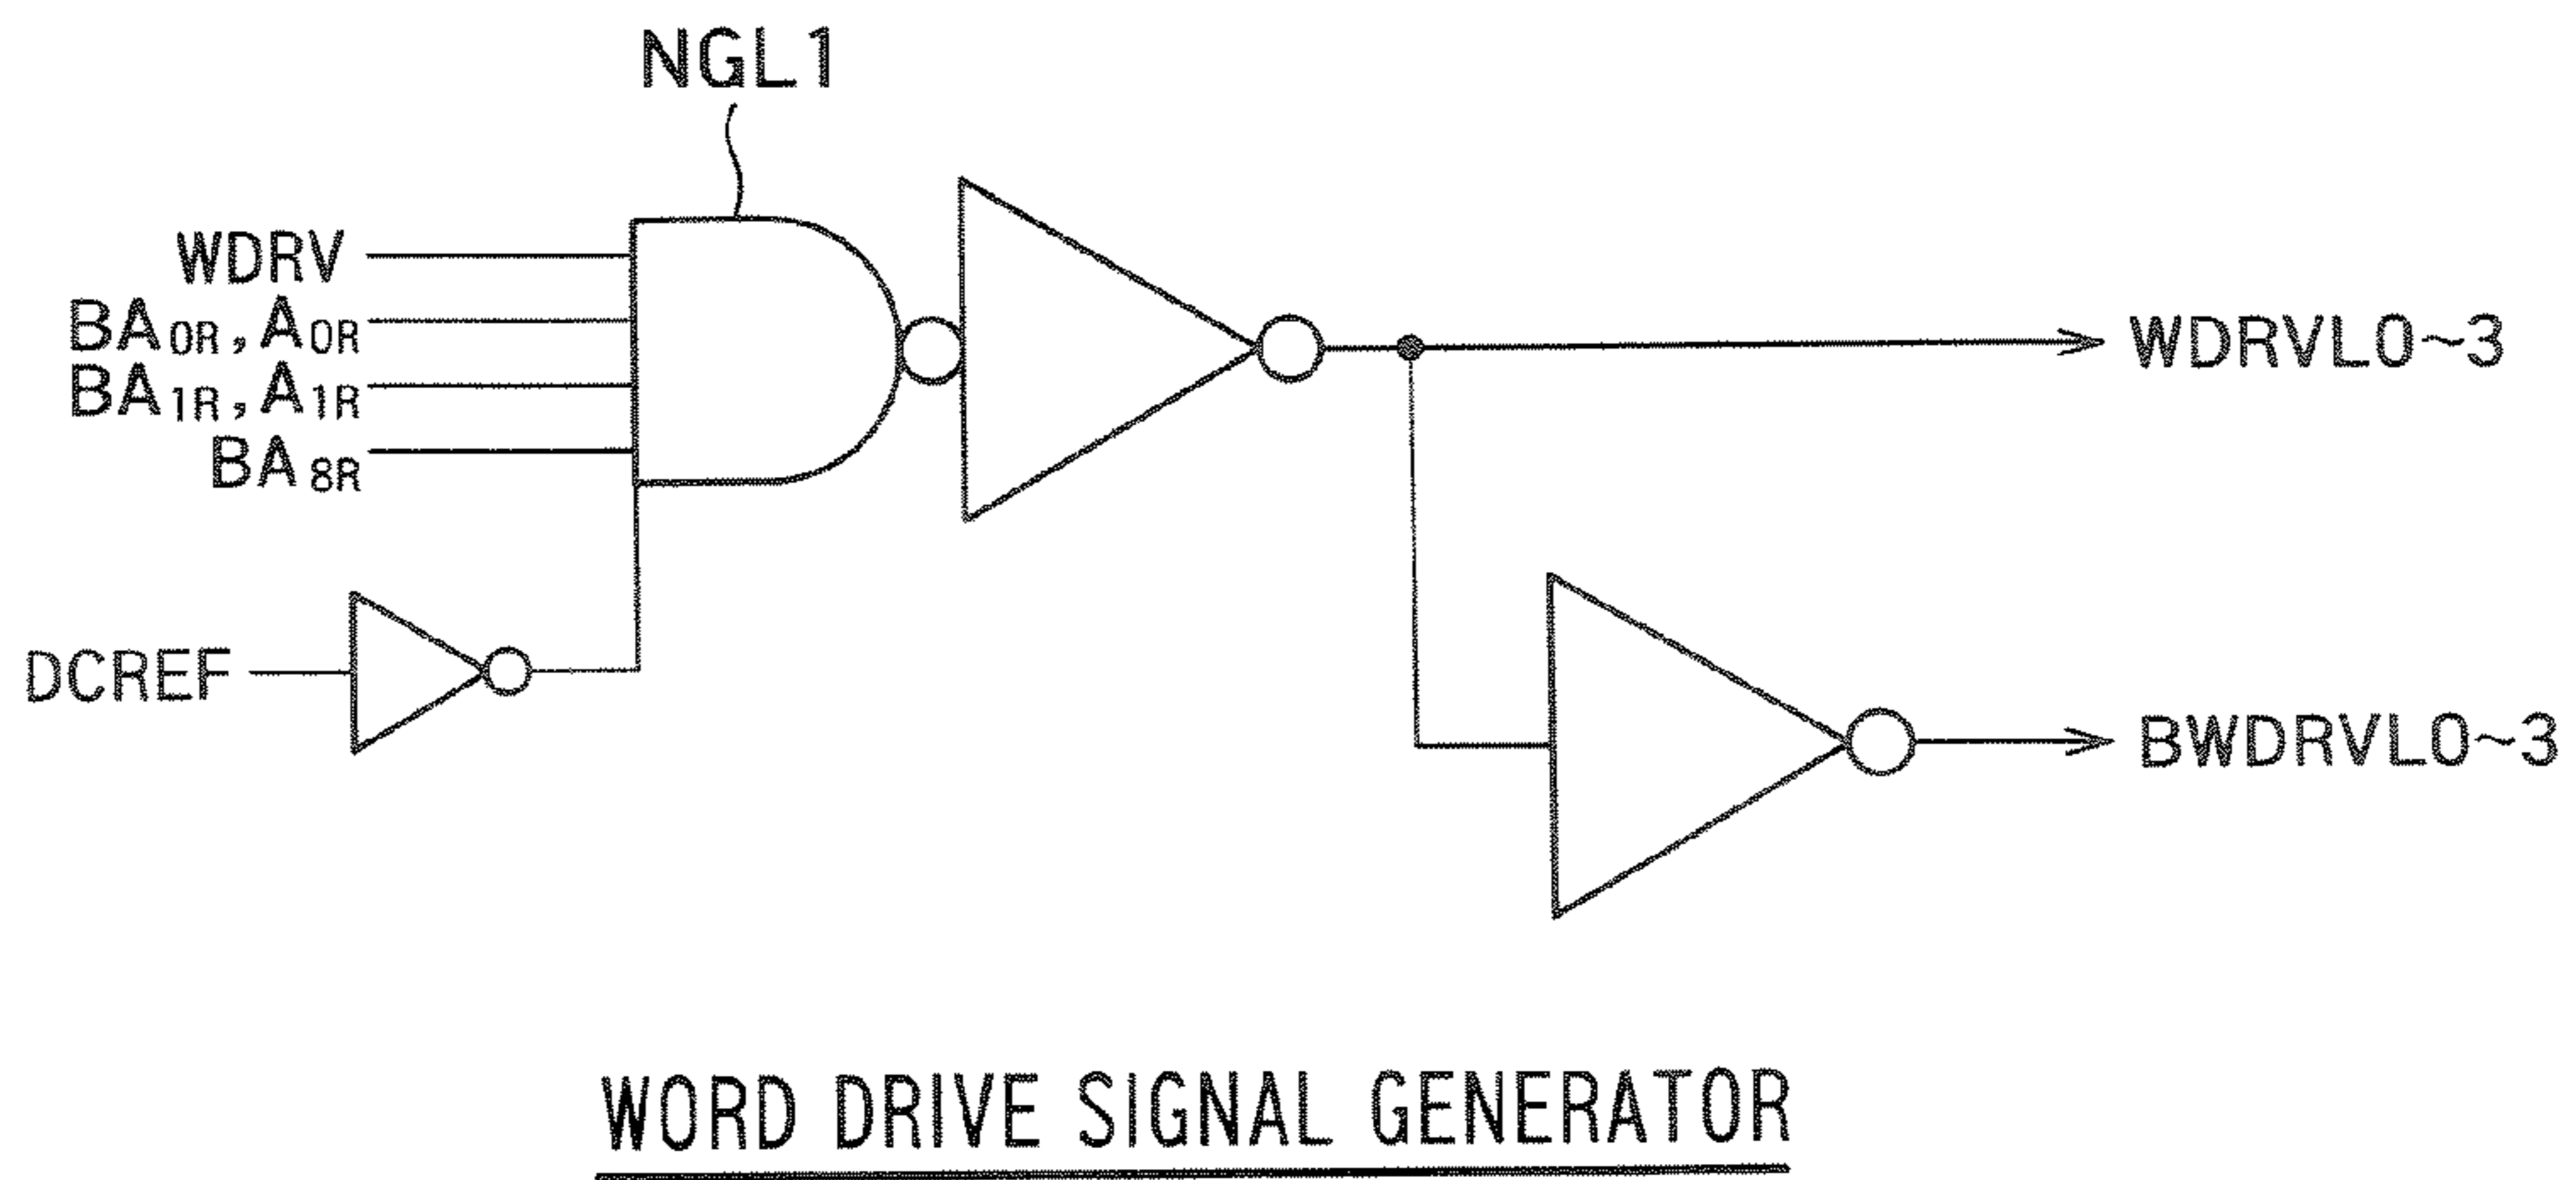 NGL1
WDRV
BA0R, A0R
BA1R, A1R
BA8R
DCREF
WDRVL0~3
BWDRVL0~3
WORD DRIVE SIGNAL GENERATOR